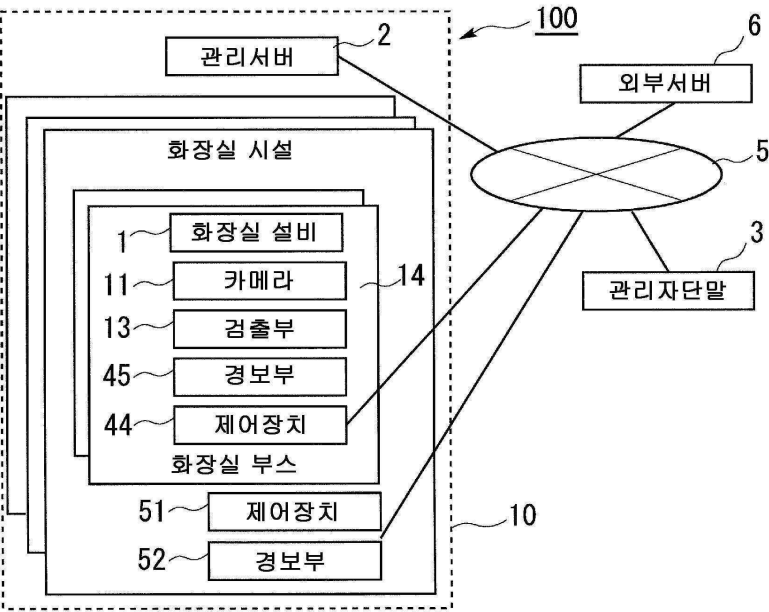 100
2
관리서버
6
외부서버
화장실 시설
5
1
화장실 설비
3
11
카메라
14
관리자단말
13
검출부
45
경보부
44
제어장치
화장실 부스
51
제어장치
10
52
경보부